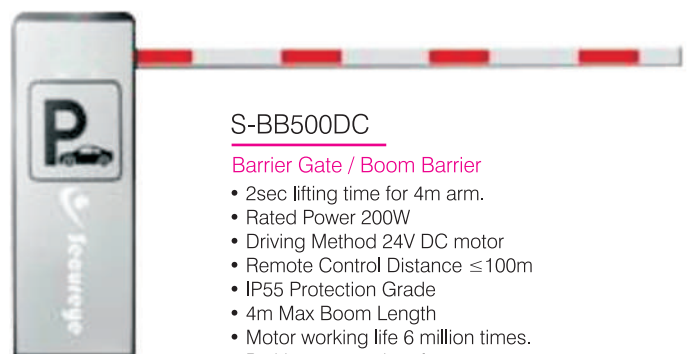 P
Secureye
S-BB500DC
Barrier Gate / Boom Barrier
• 2sec lifting time for 4m arm.
• Rated Power 200W
• Driving Method 24V DC motor
• Remote Control Distance ≤100m
• IP55 Protection Grade
• 4m Max Boom Length
• Motor working life 6 million times.